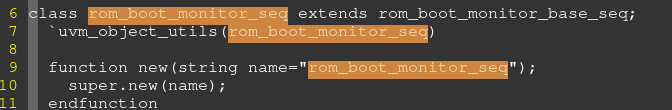 6 class rom_boot_monitor_seq extends rom_boot_monitor_base_seq;
7   `uvm_object_utils(rom_boot_monitor_seq)
8
9   function new(string name="rom_boot_monitor_seq");
10     super.new(name);
11   endfunction